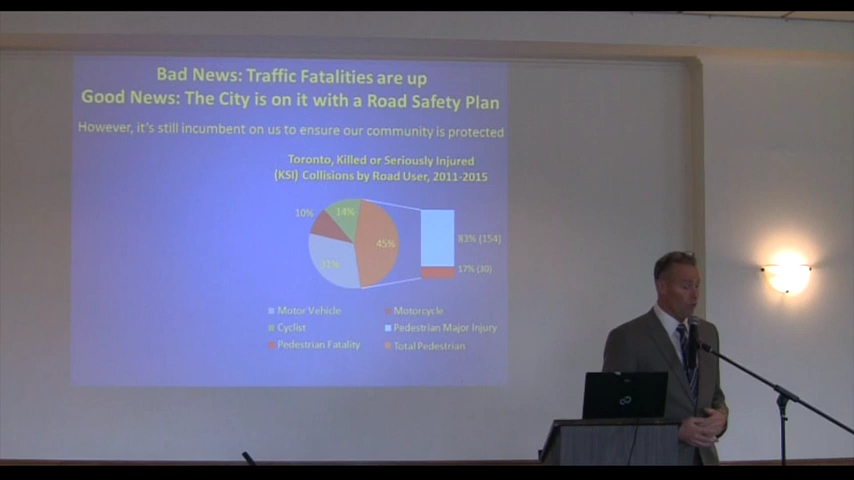 Bad News: Traffic Fatalities are up
Good News: The City is on it with a Road Safety Plan
However, it's still incumbent on us to ensure our community is protected
Toronto, Killed or Seriously Injured
(KSI) Collisions by Road User, 2011-2015
14%
10%
45%
83% (154)
31%
17% (30)
Motor Vehicle
Motorcycle
Cyclist
Pedestrian Major Injury
Pedestrian Fatality
Total Pedestrian